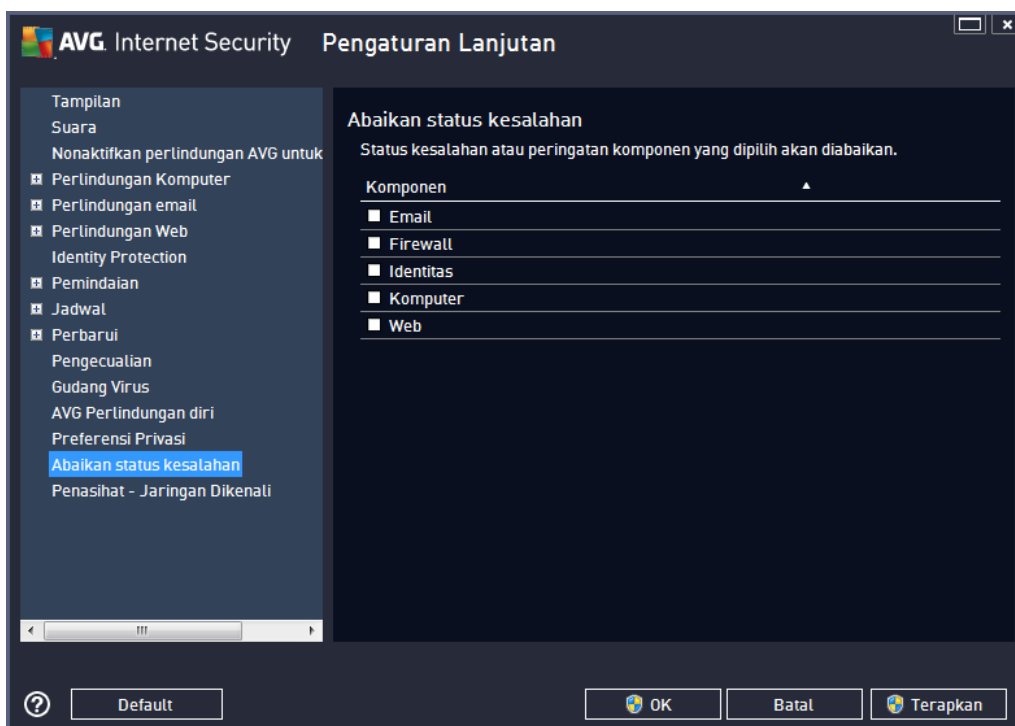 AVG. Internet Security Pengaturan Lanjutan
Tampilan
Suara
Nonaktifkan perlindungan AVG untuk
Perlindungan Komputer
Perlindungan email
Perlindungan Web
Identity Protection
Pemindaian
Jadwal
Perbarui
Pengecualian
Gudang Virus
AVG Perlindungan diri
Preferensi Privasi
Abaikan status kesalahan
Penasihat - Jaringan Dikenali
Abaikan status kesalahan
Status kesalahan atau peringatan komponen yang dipilih akan diabaikan.
Komponen
Email
Firewall
Identitas
Komputer
Web
Default
OK
Batal
Terapkan